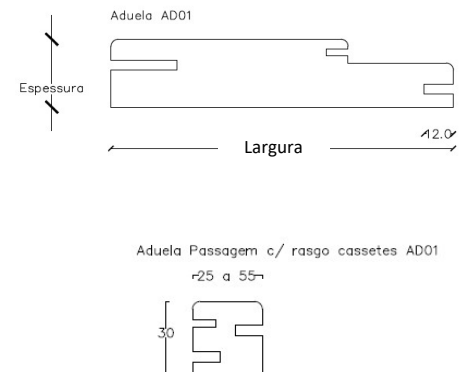 Aduela AD01
Espessura
12.0
Largura
Aduela Passagem c/ rasgo cassetes AD01
25 a 55
30